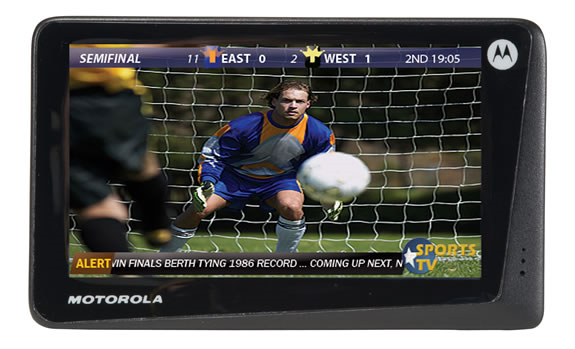 SEMIFINAL 11 EAST 0 2 WEST 1 2ND 19:05
SPORTS
TV
ALERT WIN FINALS BERTH TYING 1986 RECORD ... COMING UP NEXT, N
MOTOROLA